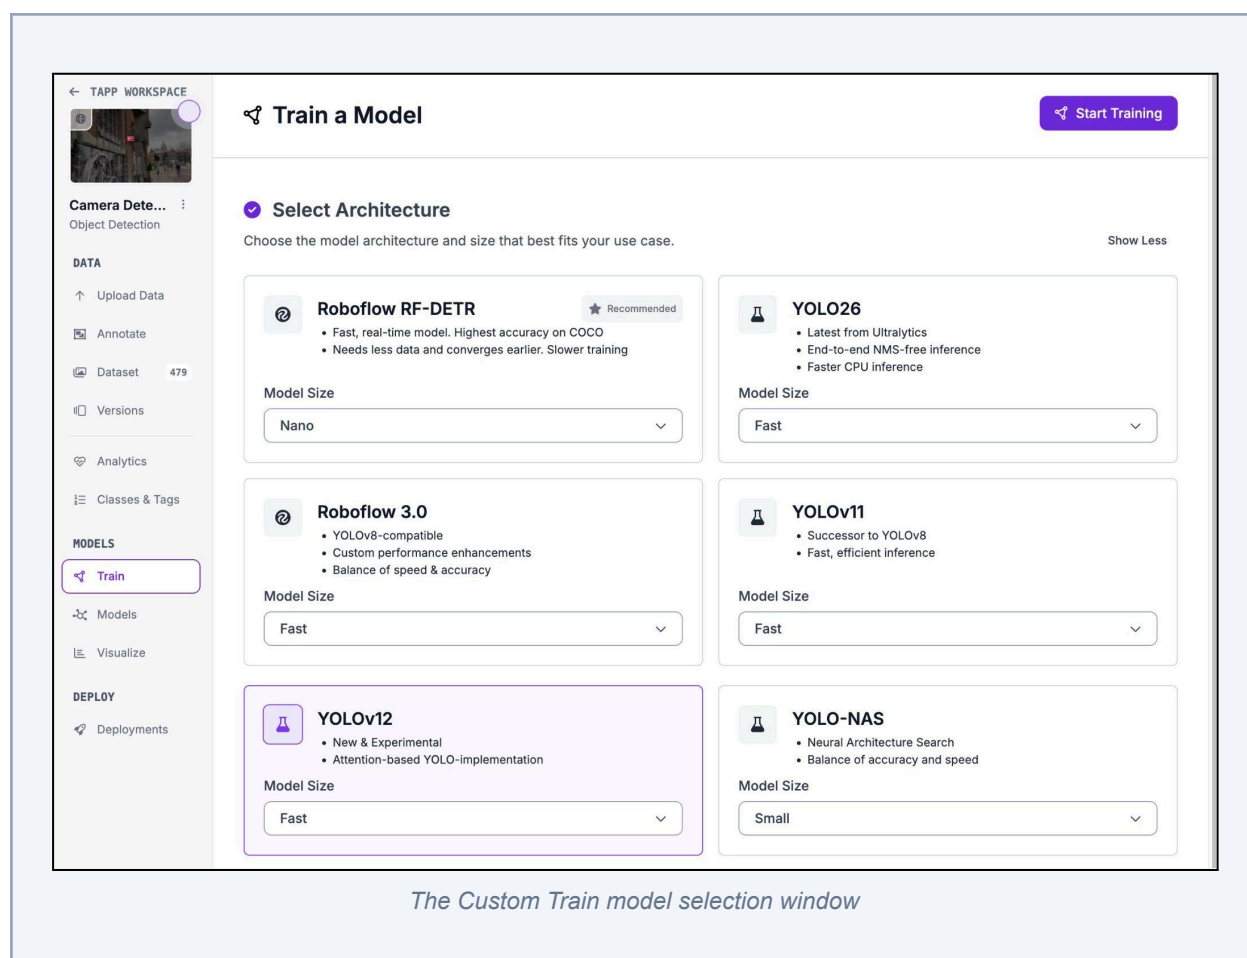 ← TAPP WORKSPACE
Camera Dete...
Object Detection
DATA
Upload Data
Annotate
Dataset 479
Versions
Analytics
Classes & Tags
MODELS
Train
Models
Visualize
DEPLOY
Deployments
Train a Model
Start Training
Select Architecture
Choose the model architecture and size that best fits your use case.
Show Less
Roboflow RF-DETR
Recommended
• Fast, real-time model. Highest accuracy on COCO
• Needs less data and converges earlier. Slower training
Model Size
Nano
YOLO26
• Latest from Ultralytics
• End-to-end NMS-free inference
• Faster CPU inference
Model Size
Fast
Roboflow 3.0
• YOLOv8-compatible
• Custom performance enhancements
• Balance of speed & accuracy
Model Size
Fast
YOLOv11
• Successor to YOLOv8
• Fast, efficient inference
Model Size
Fast
YOLOv12
• New & Experimental
• Attention-based YOLO-implementation
Model Size
Fast
YOLO-NAS
• Neural Architecture Search
• Balance of accuracy and speed
Model Size
Small
The Custom Train model selection window